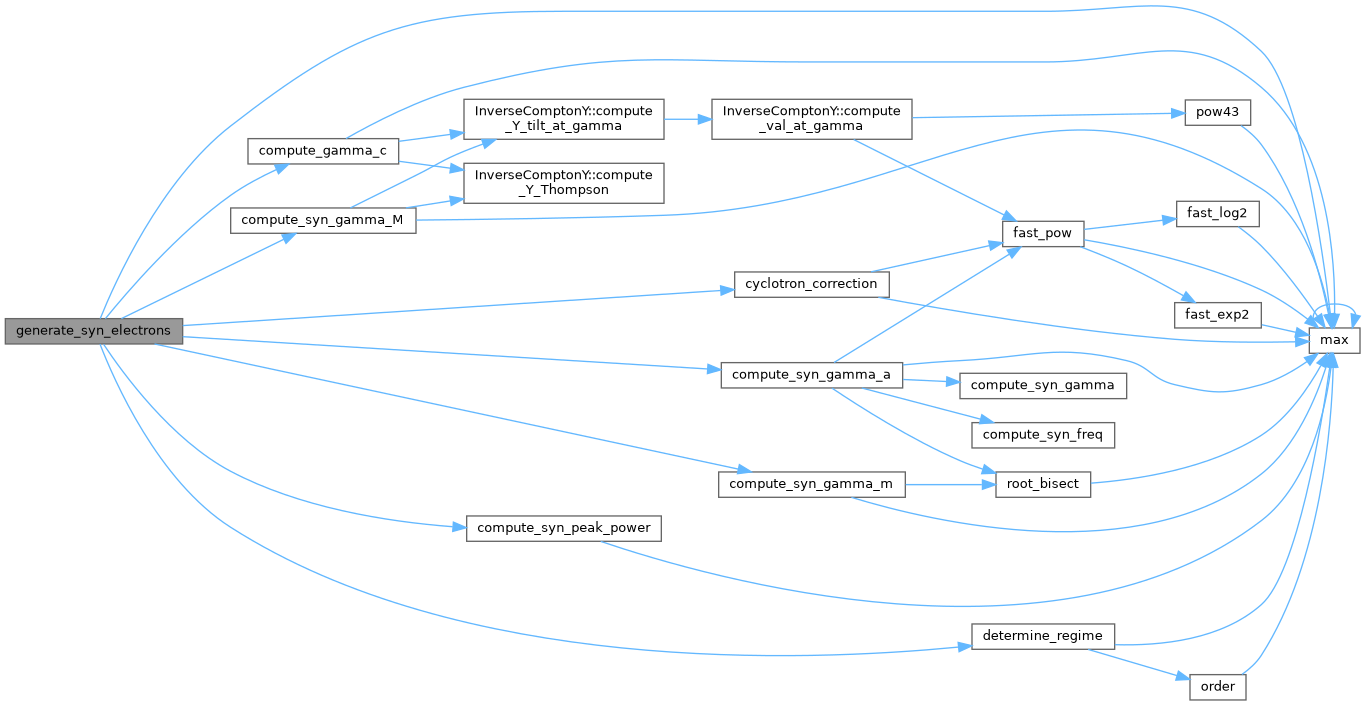 generate_syn_electrons
compute_gamma_c
compute_syn_gamma_M
InverseComptonY::compute
_Y_tilt_at_gamma
InverseComptonY::compute
_Y_Thompson
InverseComptonY::compute
_val_at_gamma
pow43
fast_pow
fast_log2
fast_exp2
max
cyclotron_correction
compute_syn_gamma_a
compute_syn_gamma
compute_syn_freq
compute_syn_gamma_m
root_bisect
compute_syn_peak_power
determine_regime
order